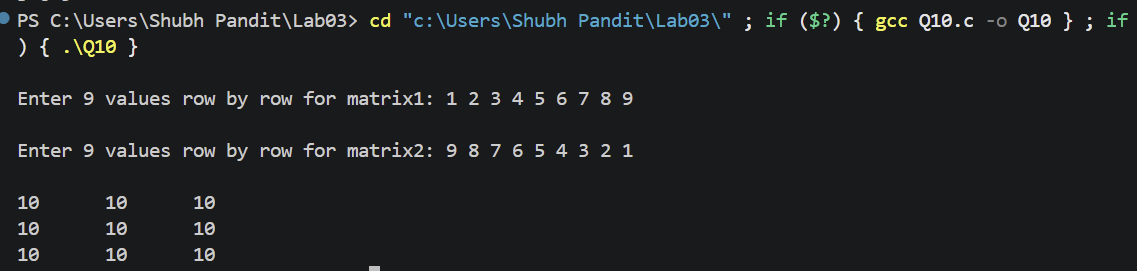 PS C:\Users\Shubh Pandit\Lab03> cd "c:\Users\Shubh Pandit\Lab03\" ; if ($?) { gcc Q10.c -o Q10 } ; if
) { .\Q10 }
Enter 9 values row by row for matrix1: 1 2 3 4 5 6 7 8 9
Enter 9 values row by row for matrix2: 9 8 7 6 5 4 3 2 1
10 10 10
10 10 10
10 10 10